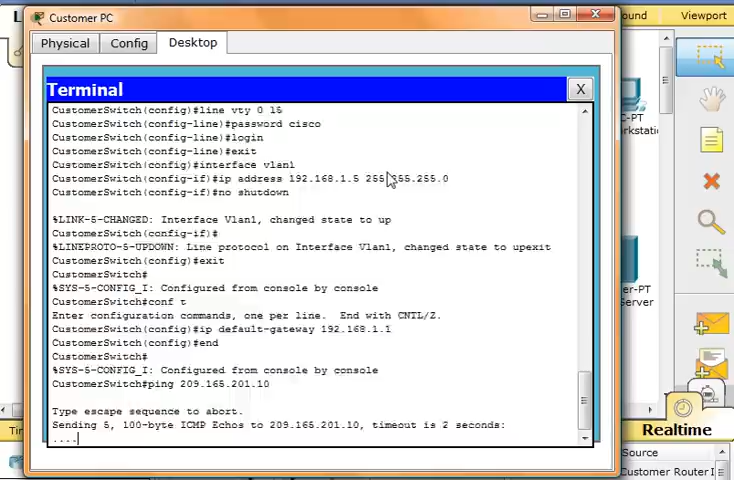 Customer PC
Physical
Config
Desktop
ound
Viewport
Terminal
X
CustomerSwitch(config)#line vty 0 15
CustomerSwitch(config-line)#password cisco
CustomerSwitch(config-line)#login
CustomerSwitch(config-line)#exit
CustomerSwitch(config)#interface vlan1
CustomerSwitch(config-if)#ip address 192.168.1.5 255.255.255.0
CustomerSwitch(config-if)#no shutdown
%LINK-5-CHANGED: Interface Vlan1, changed state to up
CustomerSwitch(config-if)#
%LINEPROTO-5-UPDOWN: Line protocol on Interface Vlan1, changed state to upexit
CustomerSwitch(config)#exit
CustomerSwitch#
%SYS-5-CONFIG_I: Configured from console by console
CustomerSwitch#conf t
Enter configuration commands, one per line.  End with CNTL/Z.
CustomerSwitch(config)#ip default-gateway 192.168.1.1
CustomerSwitch(config)#end
CustomerSwitch#
%SYS-5-CONFIG_I: Configured from console by console
CustomerSwitch#ping 209.165.201.10
Type escape sequence to abort.
Sending 5, 100-byte ICMP Echos to 209.165.201.10, timeout is 2 seconds:
....
C-PT
orkstatic
er-PT
Server
Realtime
Source
Customer Router